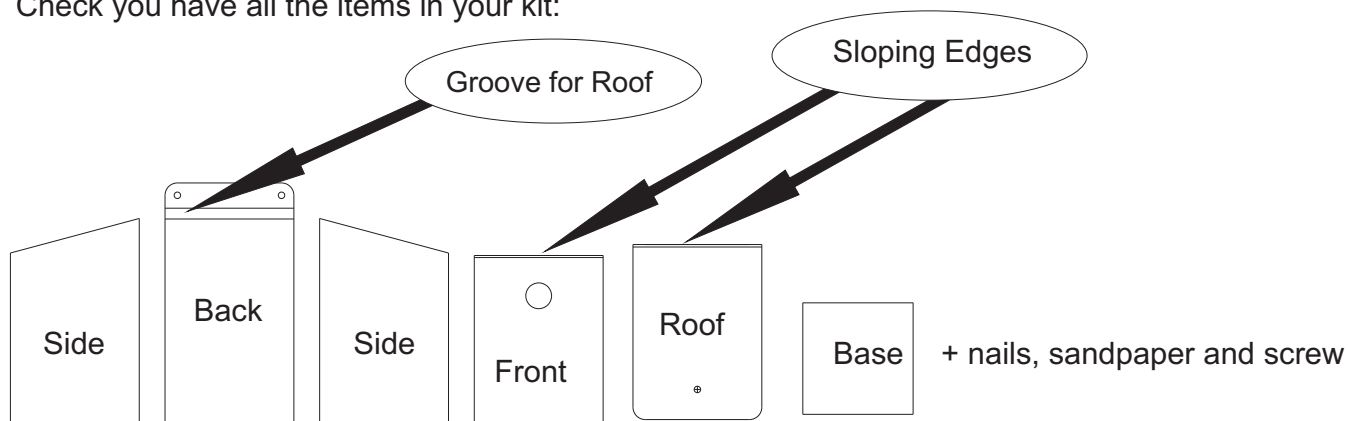 Check you have all the items in your kit:
Sloping Edges
Groove for Roof
Side
Back
Side
Front
Roof
Base
+ nails, sandpaper and screw